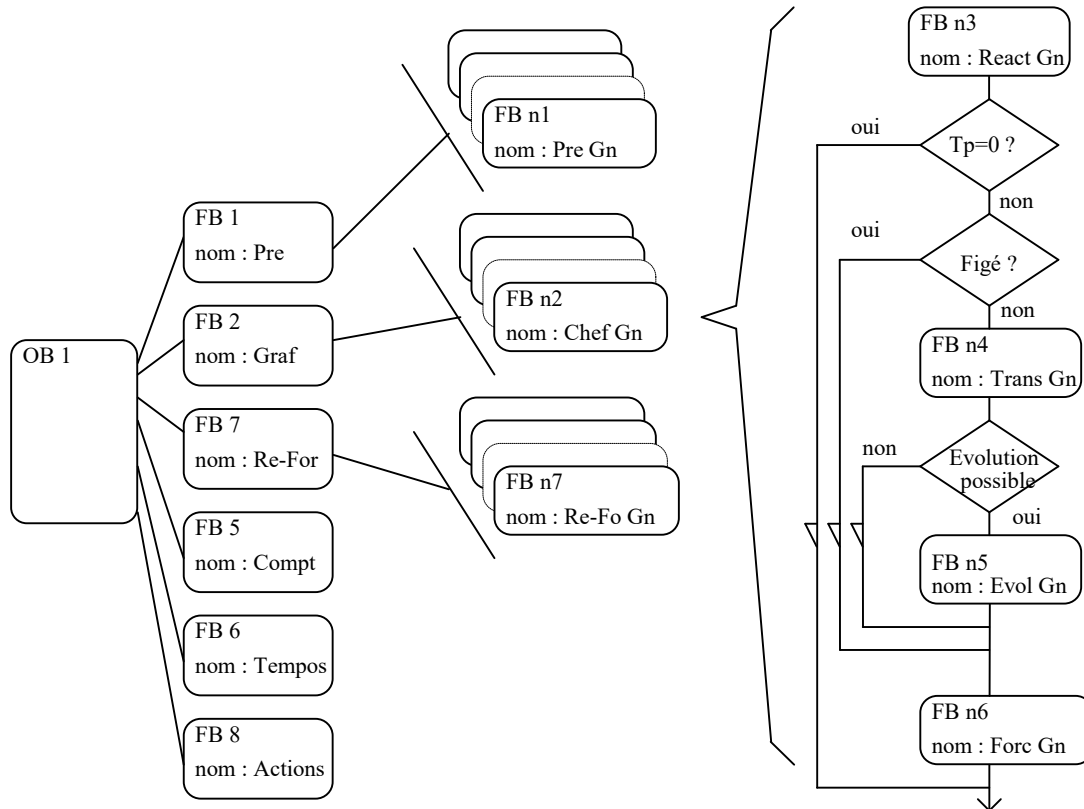 OB 1
FB 1
nom : Pre
FB 2
nom : Graf
FB 7
nom : Re-For
FB 5
nom : Compt
FB 6
nom : Tempos
FB 8
nom : Actions
FB n1
nom : Pre Gn
FB n2
nom : Chef Gn
FB n7
nom : Re-Fo Gn
FB n3
nom : React Gn
oui
Tp=0 ?
non
oui
Figé ?
non
FB n4
nom : Trans Gn
non
Evolution
possible
oui
FB n5
nom : Evol Gn
FB n6
nom : Forc Gn